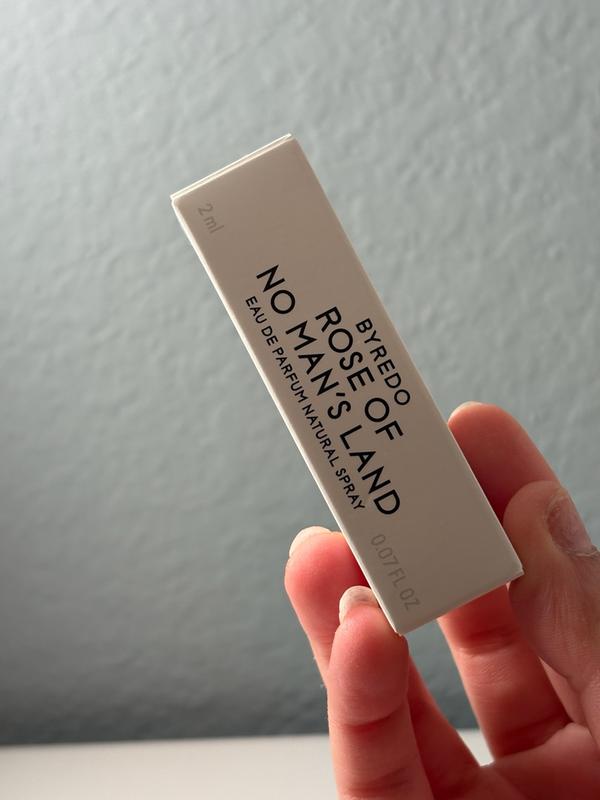 2 ml
BYREDO
ROSE OF
NO MAN'S LAND
EAU DE PARFUM NATURAL SPRAY
0.07 FL OZ